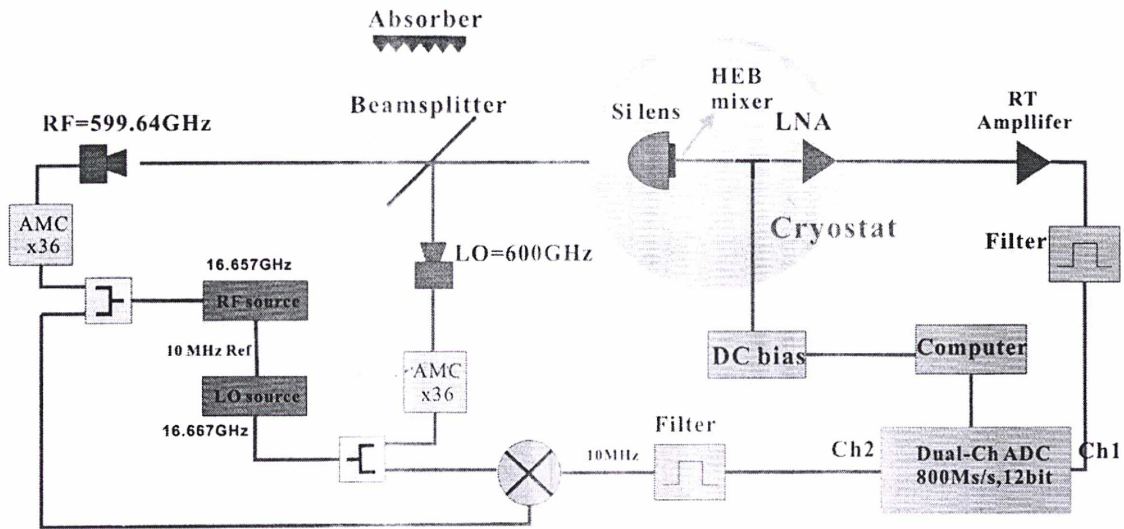 Absorber
HEB
mixer
Beamsplitter
Si lens
LNA
RT
Ampllifer
RF=599.64GHz
AMC
x36
Cryostat
Filter
LO=600GHz
16.657GHz
RF source
10 MHz Ref
DC bias
Computer
LO source
AMC
x36
16.667GHz
Filter
10MHz
Ch2
Dual-Ch ADC
800Ms/s,12bit
Ch1